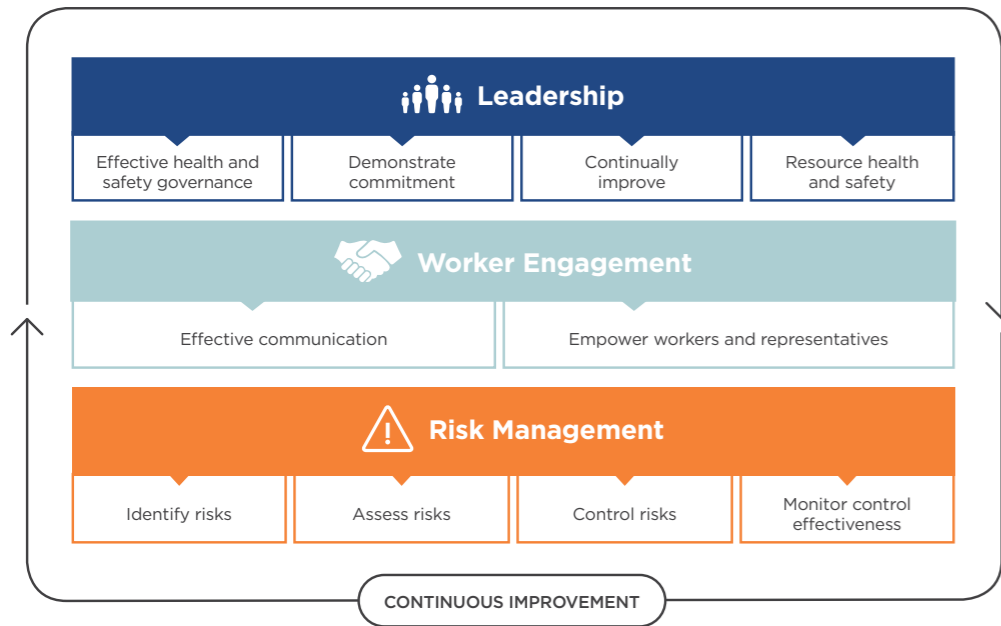 Leadership
Effective health and
safety governance
Demonstrate
commitment
Continually
improve
Resource health
and safety
Worker Engagement
Effective communication
Empower workers and representatives
Risk Management
Identify risks
Assess risks
Control risks
Monitor control
effectiveness
CONTINUOUS IMPROVEMENT